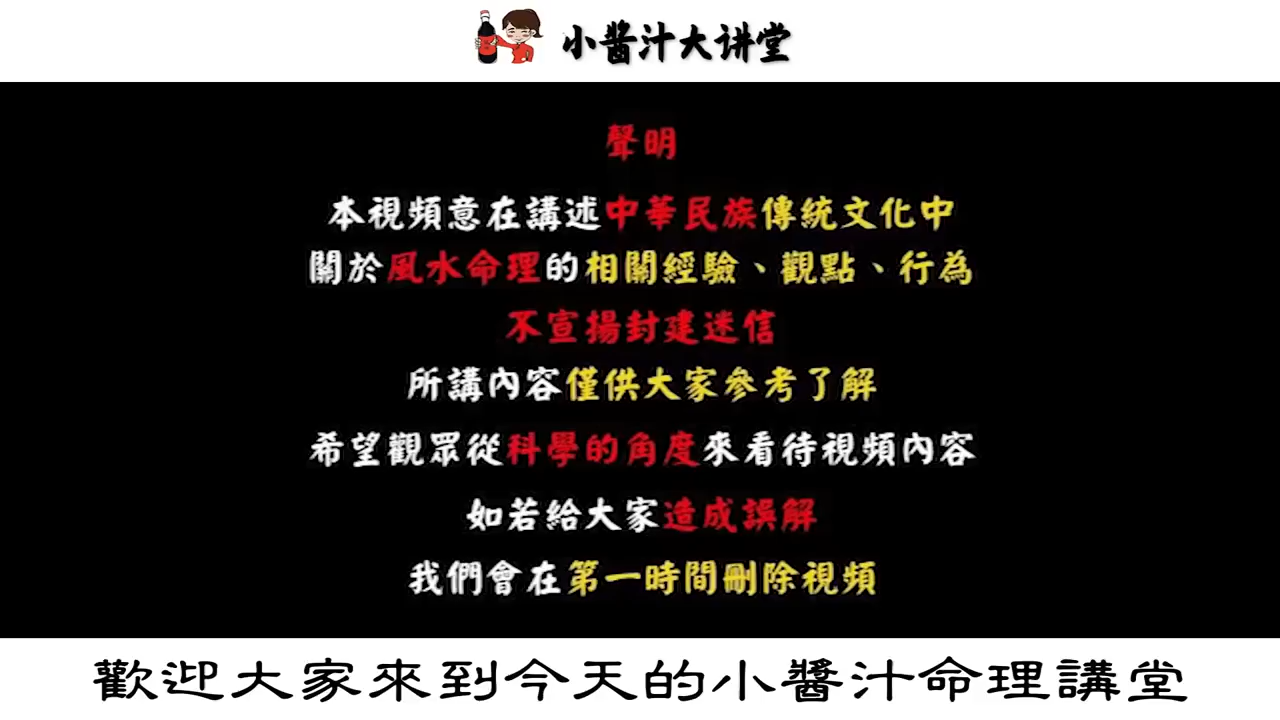 小醬汁大讲堂
聲明
本視頻意在講述中華民族傳統文化中
關於風水命理的相關經驗、觀點、行為
不宣揚封建迷信
所講內容僅供大家參考了解
希望觀眾從科學的角度來看待視頻內容
如若給大家造成誤解
我們會在第一時間刪除視頻
歡迎大家來到今天的小醬汁命理講堂